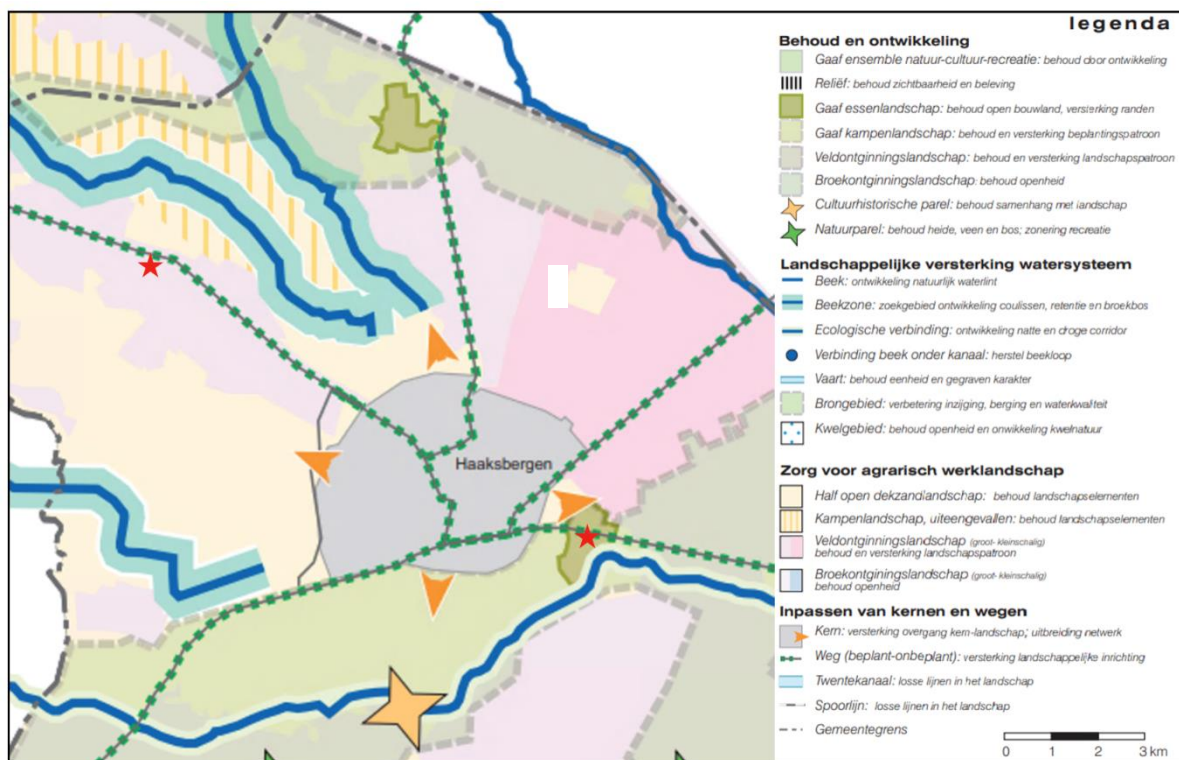 legenda
Behoud en ontwikkeling
Gaaf ensemble natuur-cultuur-recreatie: behoud door ontwikkeling
Reliëf: behoud zichtbaarheid en beleving
Gaaf essenlandschap: behoud open bouwland, versterking randen
Gaaf kampenlandschap: behoud en versterking beplantingspatroon
Veldontginningslandschap: behoud en versterking landschapspatroon
Broekontginningslandschap: behoud openheid
Cultuurhistorische parel: behoud samenhang met landschap
Natuurparel: behoud heide, veen en bos; zonering recreatie
Landschappelijke versterking watersysteem
Beek: ontwikkeling natuurlijk waterlint
Beekzone: zoekgebied ontwikkeling coulissen, retentie en broekbos
Ecologische verbinding: ontwikkeling natte en droge corridor
Verbinding beek onder kanaal: herstel beekloop
Vaart: behoud eenheid en gegraven karakter
Brongebied: verbetering inzijging, berging en waterkwaliteit
Kwelgebied: behoud openheid en onwikkeling kwelnatuur
Zorg voor agrarisch werklandschap
Half open dekzandlandschap: behoud landschapselementen
Kampenlandschap, uiteengevallen: behoud landschapselementen
Veldontginningslandschap (groot- kleinschalig)
behoud en versterking landschapspatroon
Broekontginingslandschap (groot- kleinschalig)
behoud openheid
Inpassen van kernen en wegen
Kern: versterking overgang kern-landschap; uitbreiding netwerk
Weg (beplant-onbeplant): versterking landschappelijke inrichting
Twentekanaal: losse lijnen in het landschap
Spoorlijn: losse lijnen in het landschap
Gemeentegrens
0 1 2 3 km
Haaksbergen